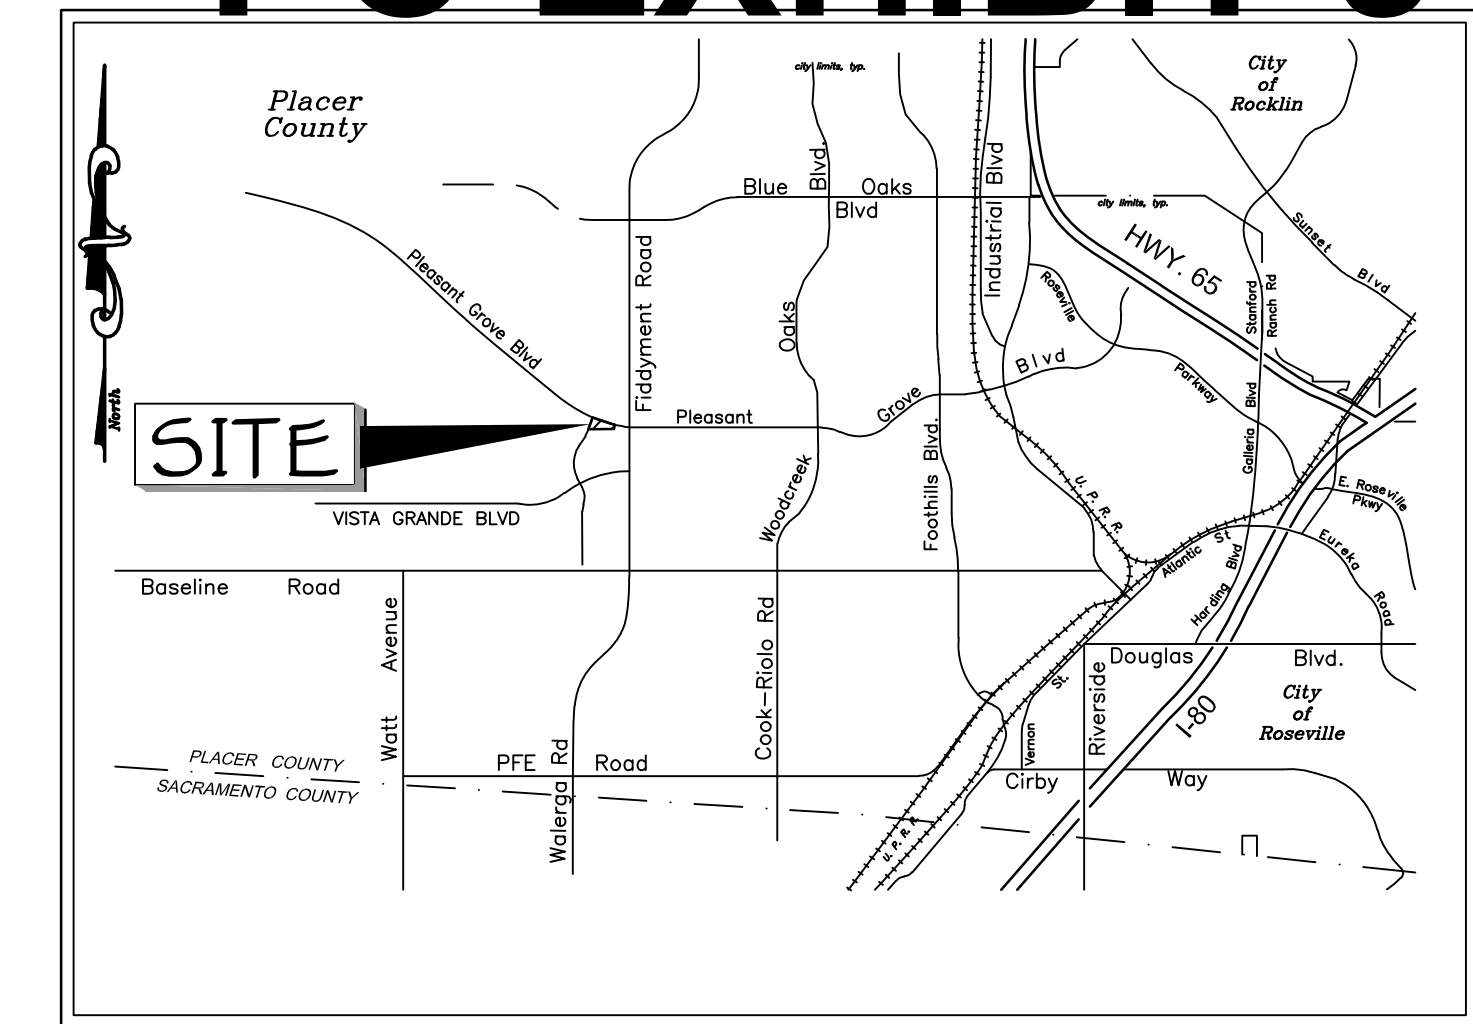 Placer
County
city limits, typ.
City
of
Rocklin
Blue Oaks
Blvd
Blvd.
Oaks
Woodcreek
Industrial Blvd
city limits, typ.
HWY. 65
Sunset Blvd
Stanford
Ranch Rd
Pleasant Grove Blvd
Fiddyment Road
Roseville Parkway
Pleasant Grove Blvd
Galleria Blvd
North
SITE
Foothills Blvd.
U. P. R. R.
E. Roseville
Pkwy
VISTA GRANDE BLVD
Atlantic St
Eureka Road
Harding Blvd
Baseline Road
Watt Avenue
Cook-Riolo Rd
Douglas Blvd.
Riverside
Vernon St.
City
of
Roseville
I-80
PLACER COUNTY
SACRAMENTO COUNTY
PFE Road
Walerga Rd
Cirby Way
U. P. R. R.